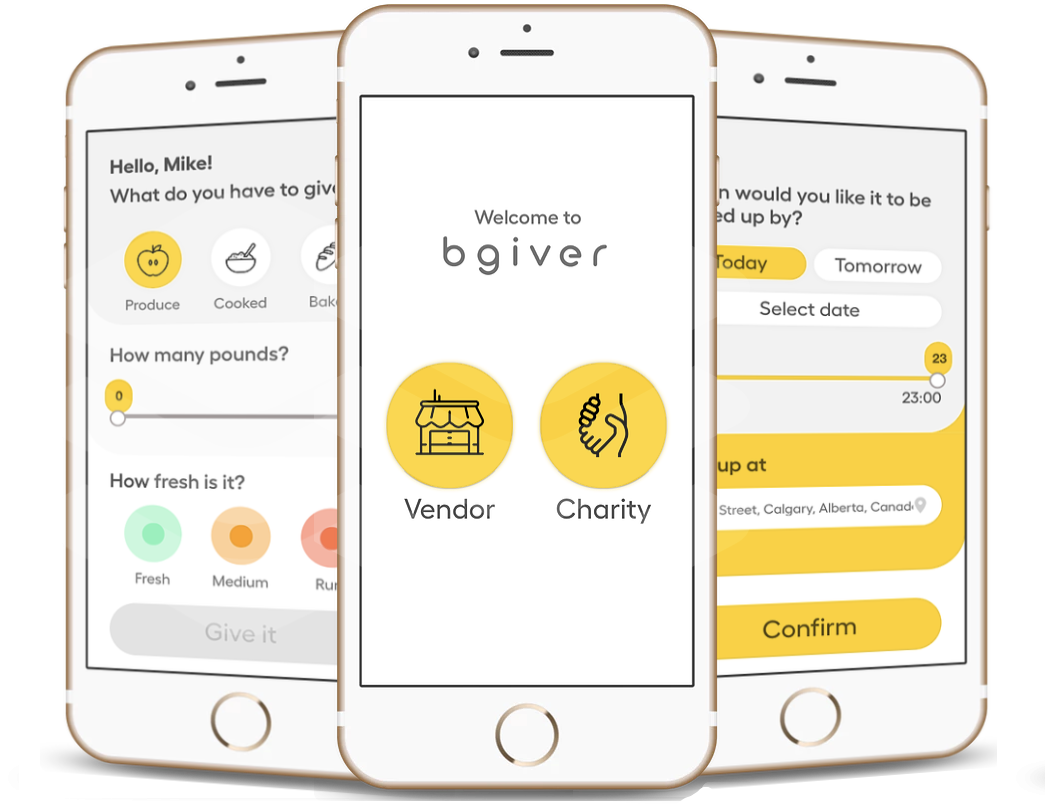 Hello, Mike!
What do you have to give
Produce
Cooked
Bak
How many pounds?
0
How fresh is it?
Fresh
Medium
Ru
Give it
Welcome to
bgiver
Vendor
Charity
n would you like it to be
ed up by?
Today
Tomorrow
Select date
23
23:00
up at
Street, Calgary, Alberta, Canad
Confirm